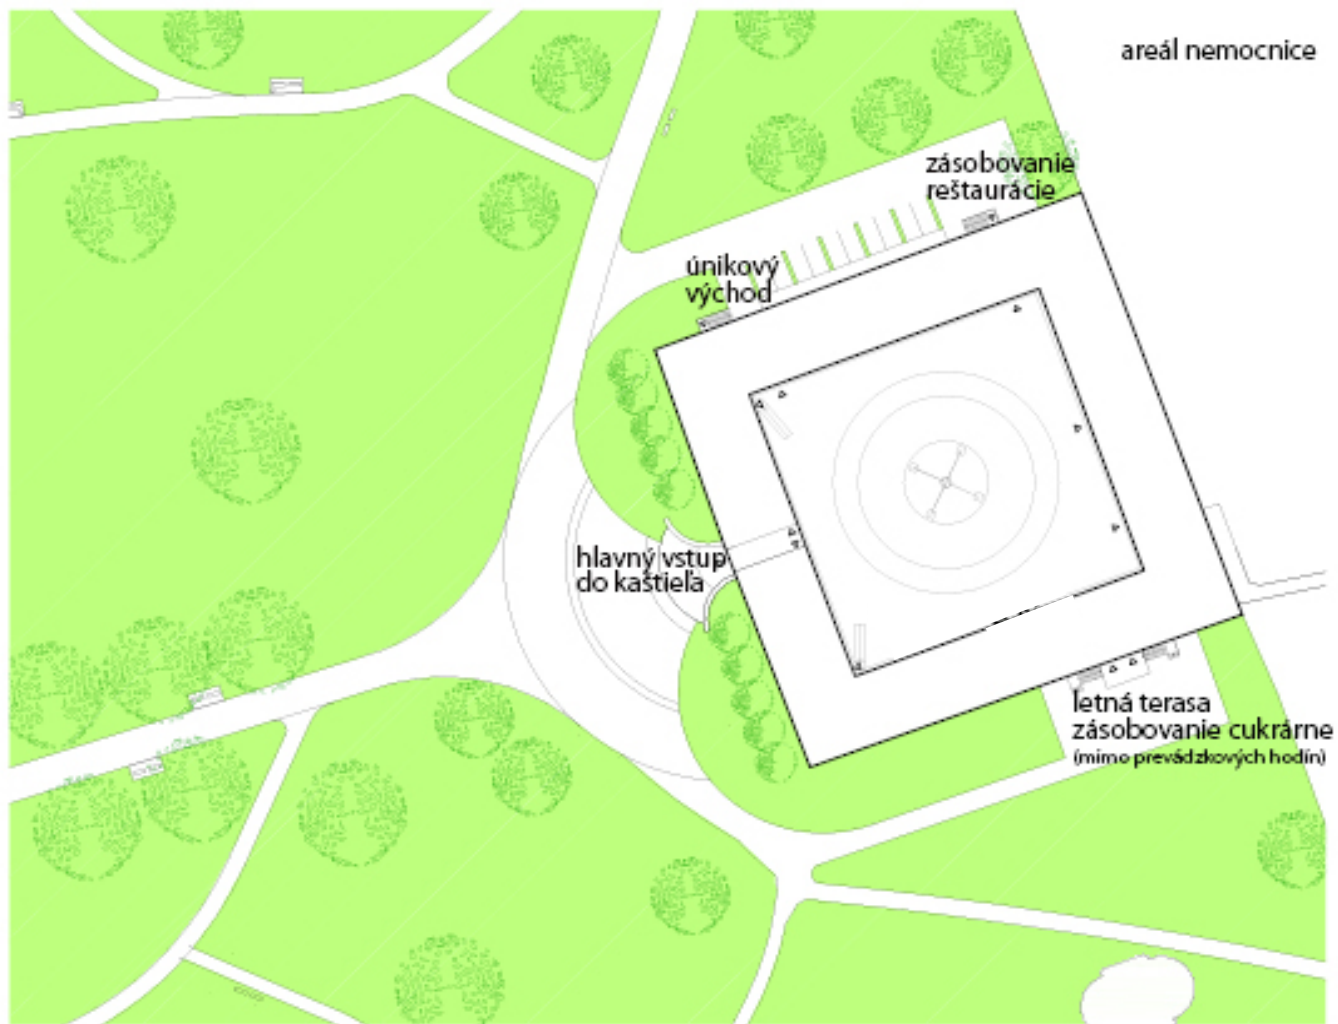 areál nemocnice
zásobovanie
reštaurácie
únikový
východ
hlavný vstup
do kaštieľa
letná terasa
zásobovanie cukrárne
(mimo prevádzkových hodín)